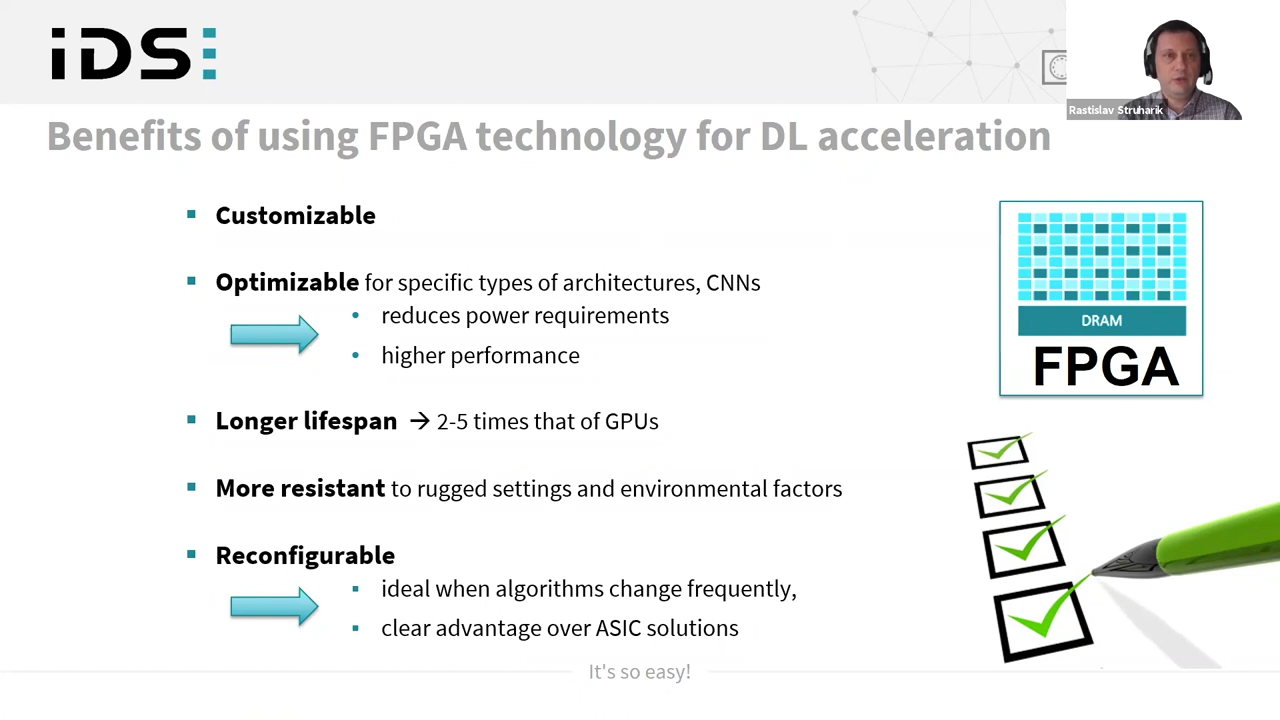 iDS
Rastislav Struharik
Benefits of using FPGA technology for DL acceleration
Customizable
Optimizable for specific types of architectures, CNNs
reduces power requirements
higher performance
Longer lifespan → 2-5 times that of GPUs
More resistant to rugged settings and environmental factors
Reconfigurable
ideal when algorithms change frequently,
clear advantage over ASIC solutions
DRAM
FPGA
It's so easy!